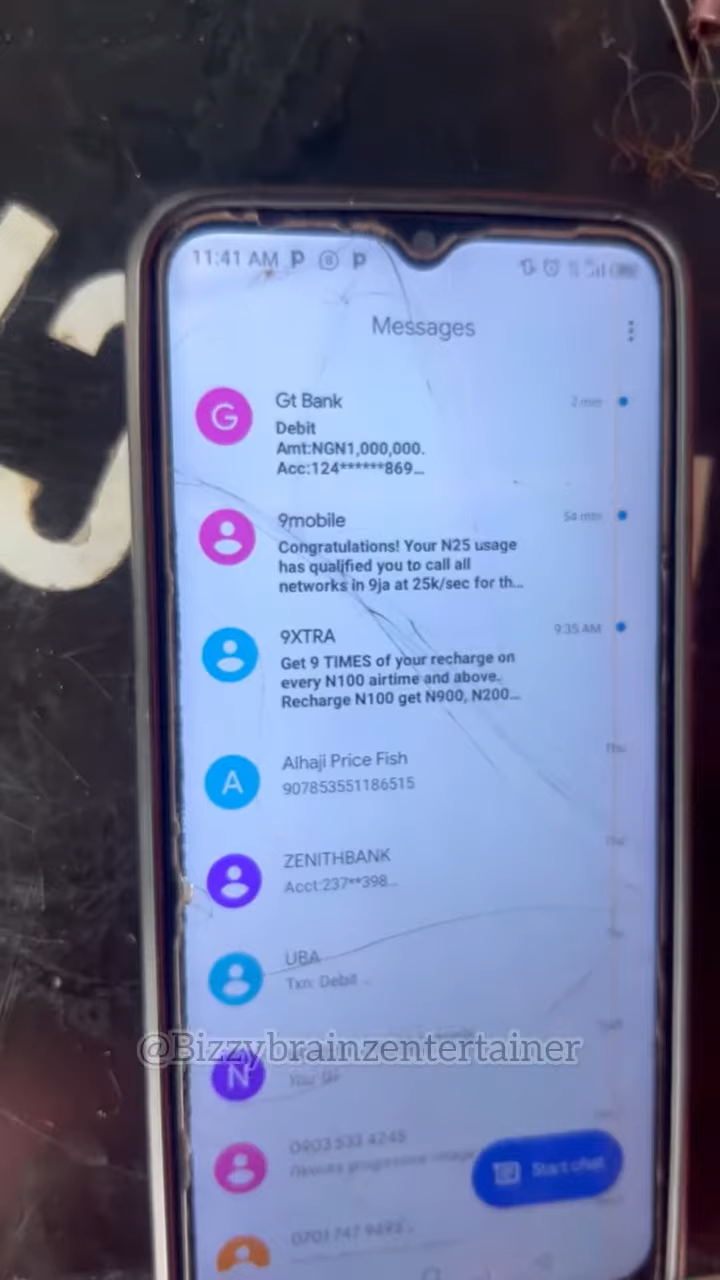 11:41 AM P P
Messages
G
Gt Bank
2 min
Debit
Amt:NGN1,000,000.
Acc:124******869...
9mobile
54 min
Congratulations! Your N25 usage
has qualified you to call all
networks in 9ja at 25k/sec for th...
9XTRA
9:35 AM
Get 9 TIMES of your recharge on
every N100 airtime and above.
Recharge N100 get N900, N200...
A
Alhaji Price Fish
Thu
907853551186515
ZENITHBANK
Acct:237**398...
UBA
Txn: Debit ..
@Bizzybrainzentertainer
N
Your
0903 533 4245
progressive village
Start chat
0701 747 9493